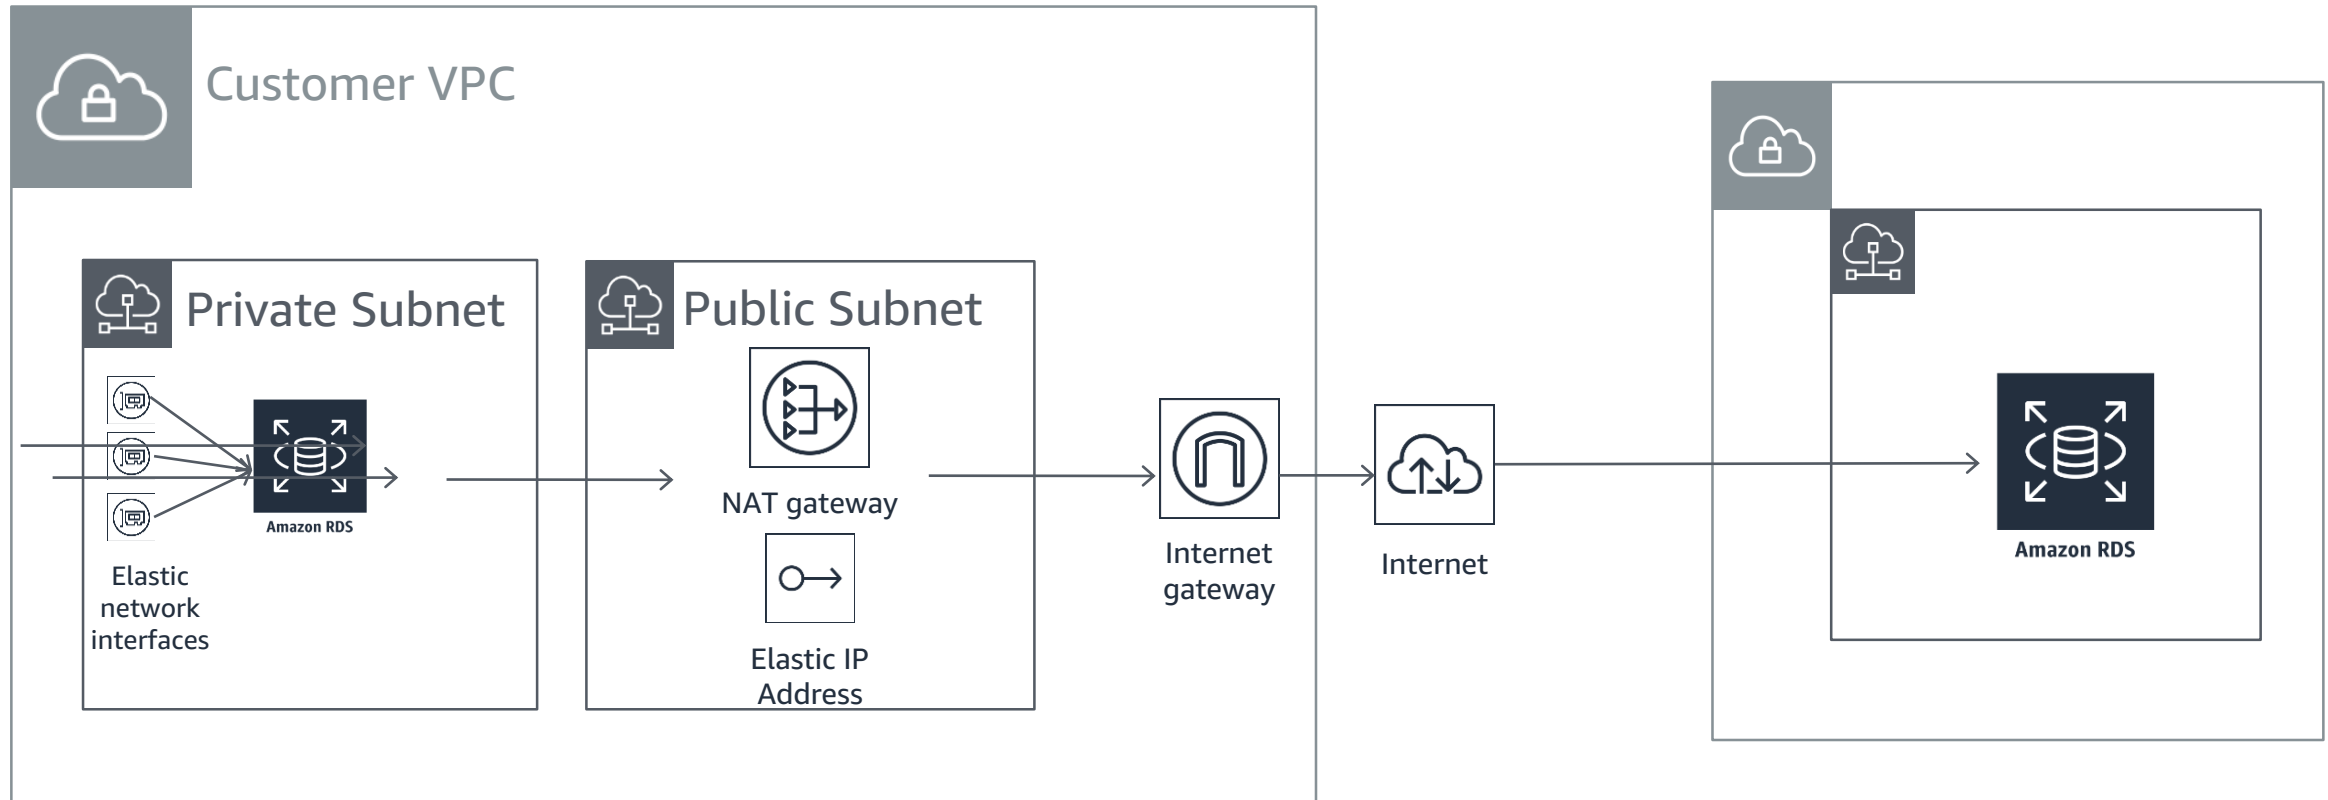 Customer VPC
Private Subnet
Amazon RDS
Elastic
network
interfaces
Public Subnet
NAT gateway
Elastic IP
Address
Internet
gateway
Internet
Amazon RDS